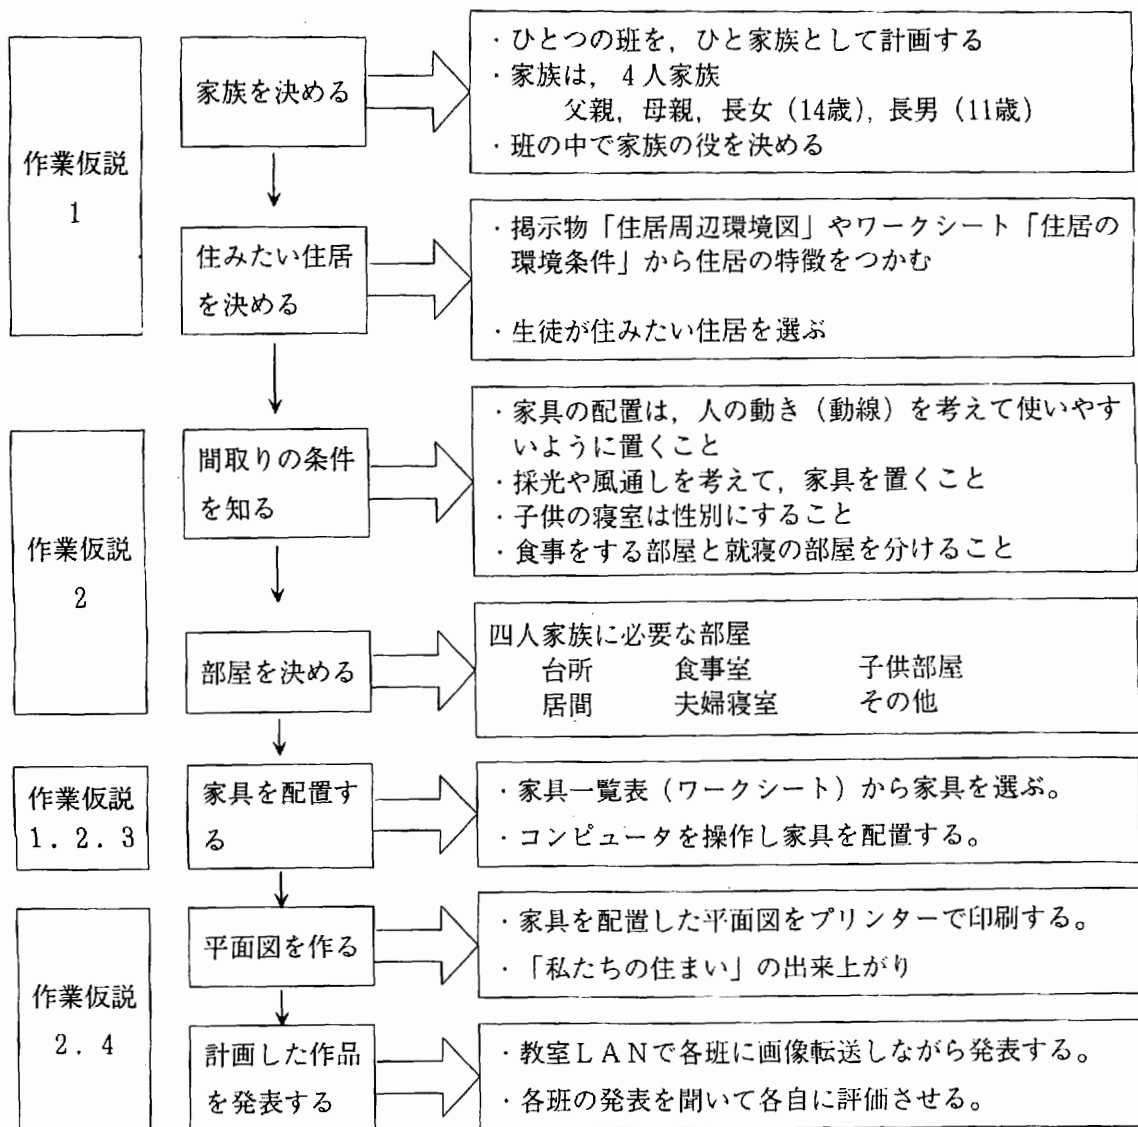 作業仮説
1
家族を決める
・ひとつの班を，ひと家族として計画する
・家族は，4人家族
父親，母親，長女（14歳），長男（11歳）
・班の中で家族の役を決める
住みたい住居
を決める
・掲示物「住居周辺環境図」やワークシート「住居の
環境条件」から住居の特徴をつかむ
・生徒が住みたい住居を選ぶ
作業仮説
2
間取りの条件
を知る
・家具の配置は，人の動き（動線）を考えて使いやす
いように置くこと
・採光や風通しを考えて，家具を置くこと
・子供の寝室は性別にすること
・食事をする部屋と就寝の部屋を分けること
部屋を決める
四人家族に必要な部屋
台所　食事室　子供部屋
居間　夫婦寝室　その他
作業仮説
1．2．3
家具を配置す
る
・家具一覧表（ワークシート）から家具を選ぶ。
・コンピュータを操作し家具を配置する。
作業仮説
2．4
平面図を作る
・家具を配置した平面図をプリンターで印刷する。
・「私たちの住まい」の出来上がり
計画した作品
を発表する
・教室ＬＡＮで各班に画像転送しながら発表する。
・各班の発表を聞いて各自に評価させる。